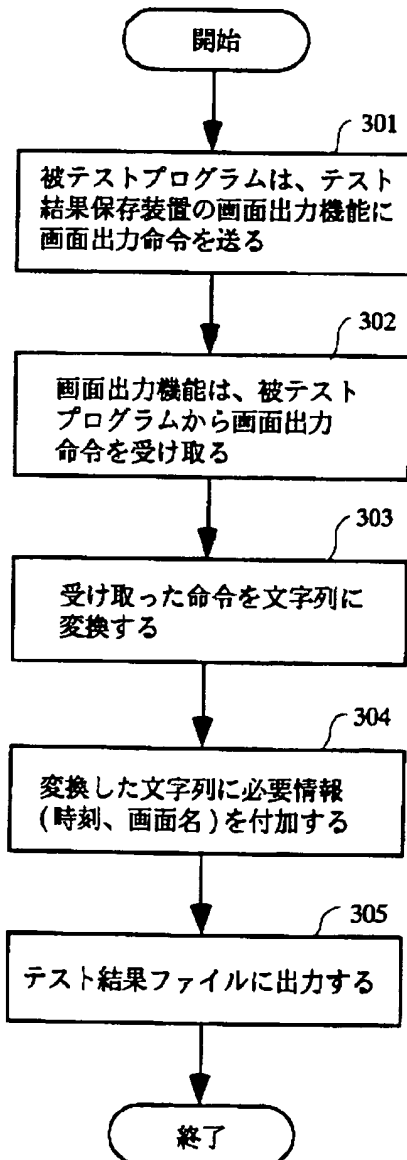 開始
301
被テストプログラムは、テスト
結果保存装置の画面出力機能に
画面出力命令を送る
302
画面出力機能は、被テスト
プログラムから画面出力
命令を受け取る
303
受け取った命令を文字列に
変換する
304
変換した文字列に必要情報
(時刻、画面名)を付加する
305
テスト結果ファイルに出力する
終了